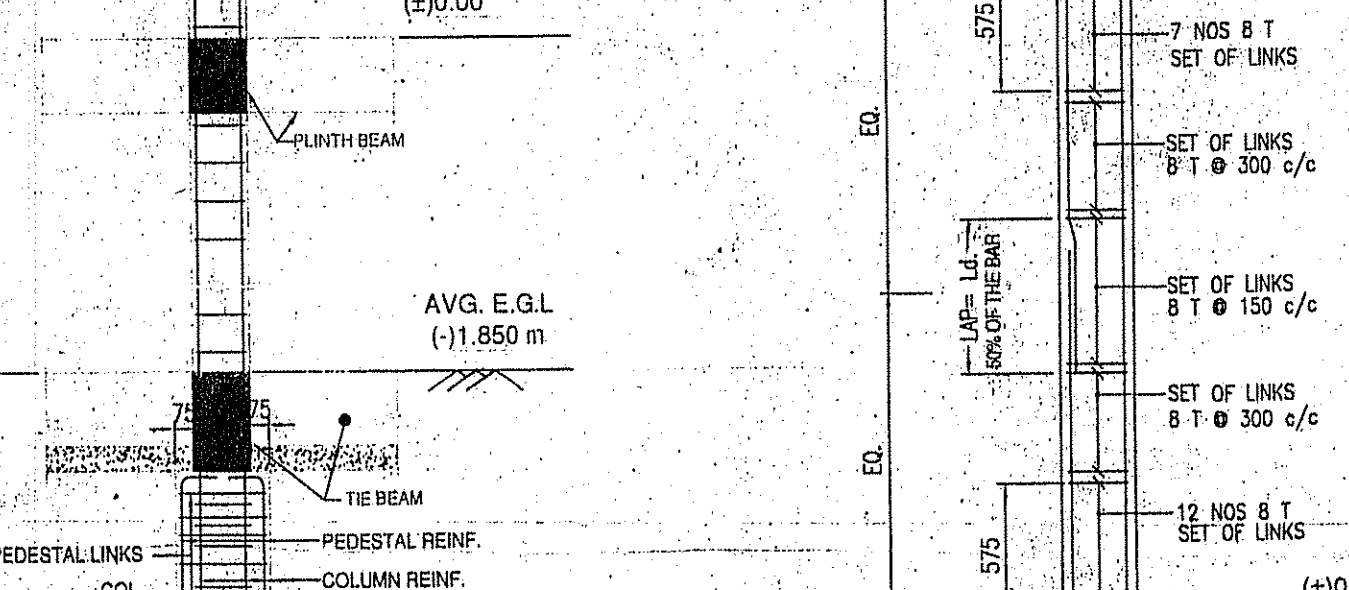 (±)0.00
PLINTH BEAM
AVG. E.G.L
(-)1.850 m
75
75
TIE BEAM
PEDESTAL LINKS
PEDESTAL REINF.
COL
COLUMN REINF.
575
7 NOS 8 T
SET OF LINKS
EQ.
SET OF LINKS
8 T @ 300 c/c
LAP= Ld.
50% OF THE BAR
SET OF LINKS
8 T @ 150 c/c
SET OF LINKS
8 T @ 300 c/c
EQ.
12 NOS 8 T
SET OF LINKS
575
(±)0